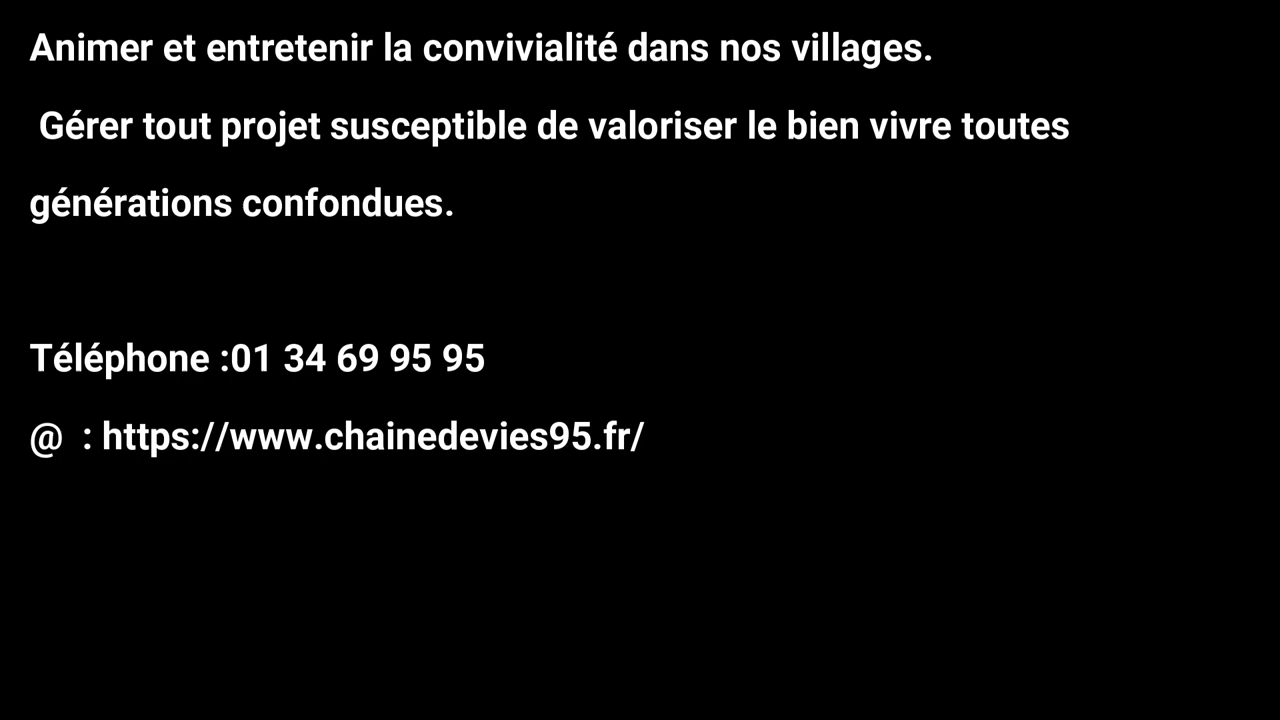 Animer et entretenir la convivialité dans nos villages.
Gérer tout projet susceptible de valoriser le bien vivre toutes
générations confondues.
Téléphone :01 34 69 95 95
@  : https://www.chainedevies95.fr/